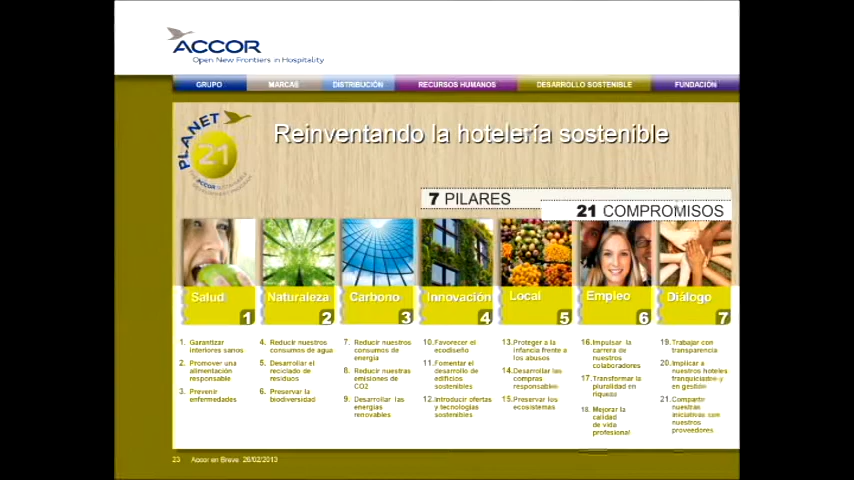 ACCOR
Open New Frontiers in Hospitality
GRUPO
MARCAS
DISTRIBUCIÓN
RECURSOS HUMANOS
DESARROLLO SOSTENIBLE
FUNDACIÓN
PLANET
21
Reinventando la hotelería sostenible
7 PILARES
21 COMPROMISOS
Salud 1
Naturaleza 2
Carbono 3
Innovación 4
Local 5
Empleo 6
Diálogo 7
1. Garantizar
interiores sanos
2. Promover una
alimentación
responsable
3. Prevenir
enfermedades
4. Reducir nuestros
consumos de agua
5. Desarrollar el
reciclado de
residuos
6. Preservar la
biodiversidad
7. Reducir nuestros
consumos de
energía
8. Reducir nuestras
emisiones de
CO2
9. Desarrollar las
energías
renovables
10. Favorecer el
ecodiseño
11. Fomentar el
desarrollo de
edificios
sostenibles
12. Introducir ofertas
y tecnologías
sostenibles
13. Proteger a la
infancia frente a
los abusos
14. Desarrollar las
compras
responsables
15. Preservar los
ecosistemas
16. Impulsar la
carrera de
nuestros
colaboradores
17. Transformar la
pluralidad en
riqueza
18. Mejorar la
calidad
de vida
profesional
19. Trabajar con
transparencia
20. Implicar a
nuestros hoteles
franquiciados y
en gestión
21. Compartir
nuestras
iniciativas con
nuestros
proveedores
23 Accor en Breve 26/02/2013